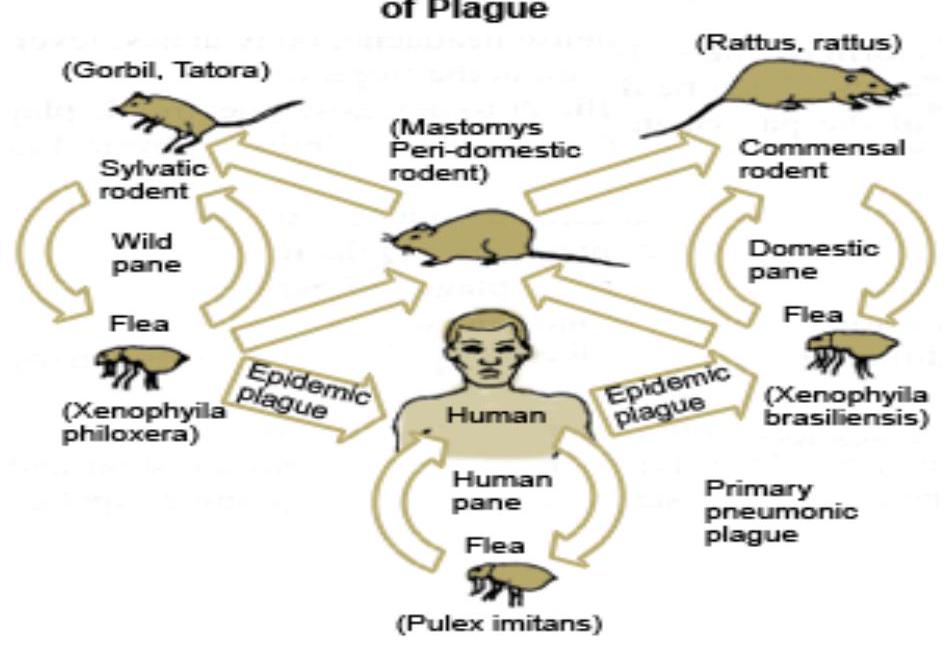 of Plague
(Gorbil, Tatora)
(Rattus, rattus)
(Mastomys
Peri-domestic
rodent)
Sylvatic
rodent
Commensal
rodent
Wild
pane
Domestic
pane
Flea
Flea
(Xenophyila
philoxera)
Epidemic
plague
Human
Epidemic
plague
(Xenophyila
brasiliensis)
Human
pane
Primary
pneumonic
plague
Flea
(Pulex imitans)